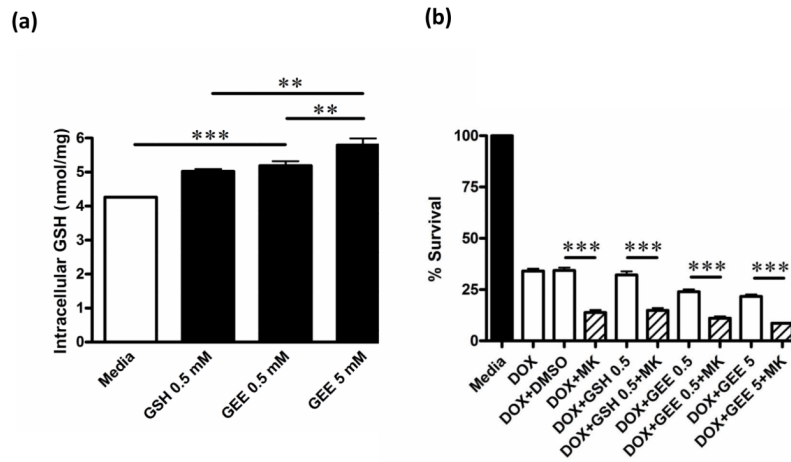 (a)
(b)
**
**
***
Intracellular GSH (nmol/mg)
6
5
4
3
2
1
0
Media
GSH 0.5 mM
GEE 0.5 mM
GEE 5 mM
% Survival
100
75
50
25
0
***
***
***
***
Media
DOX
DOX+DMSO
DOX+MK
DOX+GSH 0.5
DOX+GSH 0.5+MK
DOX+GEE 0.5
DOX+GEE 0.5+MK
DOX+GEE 5
DOX+GEE 5+MK